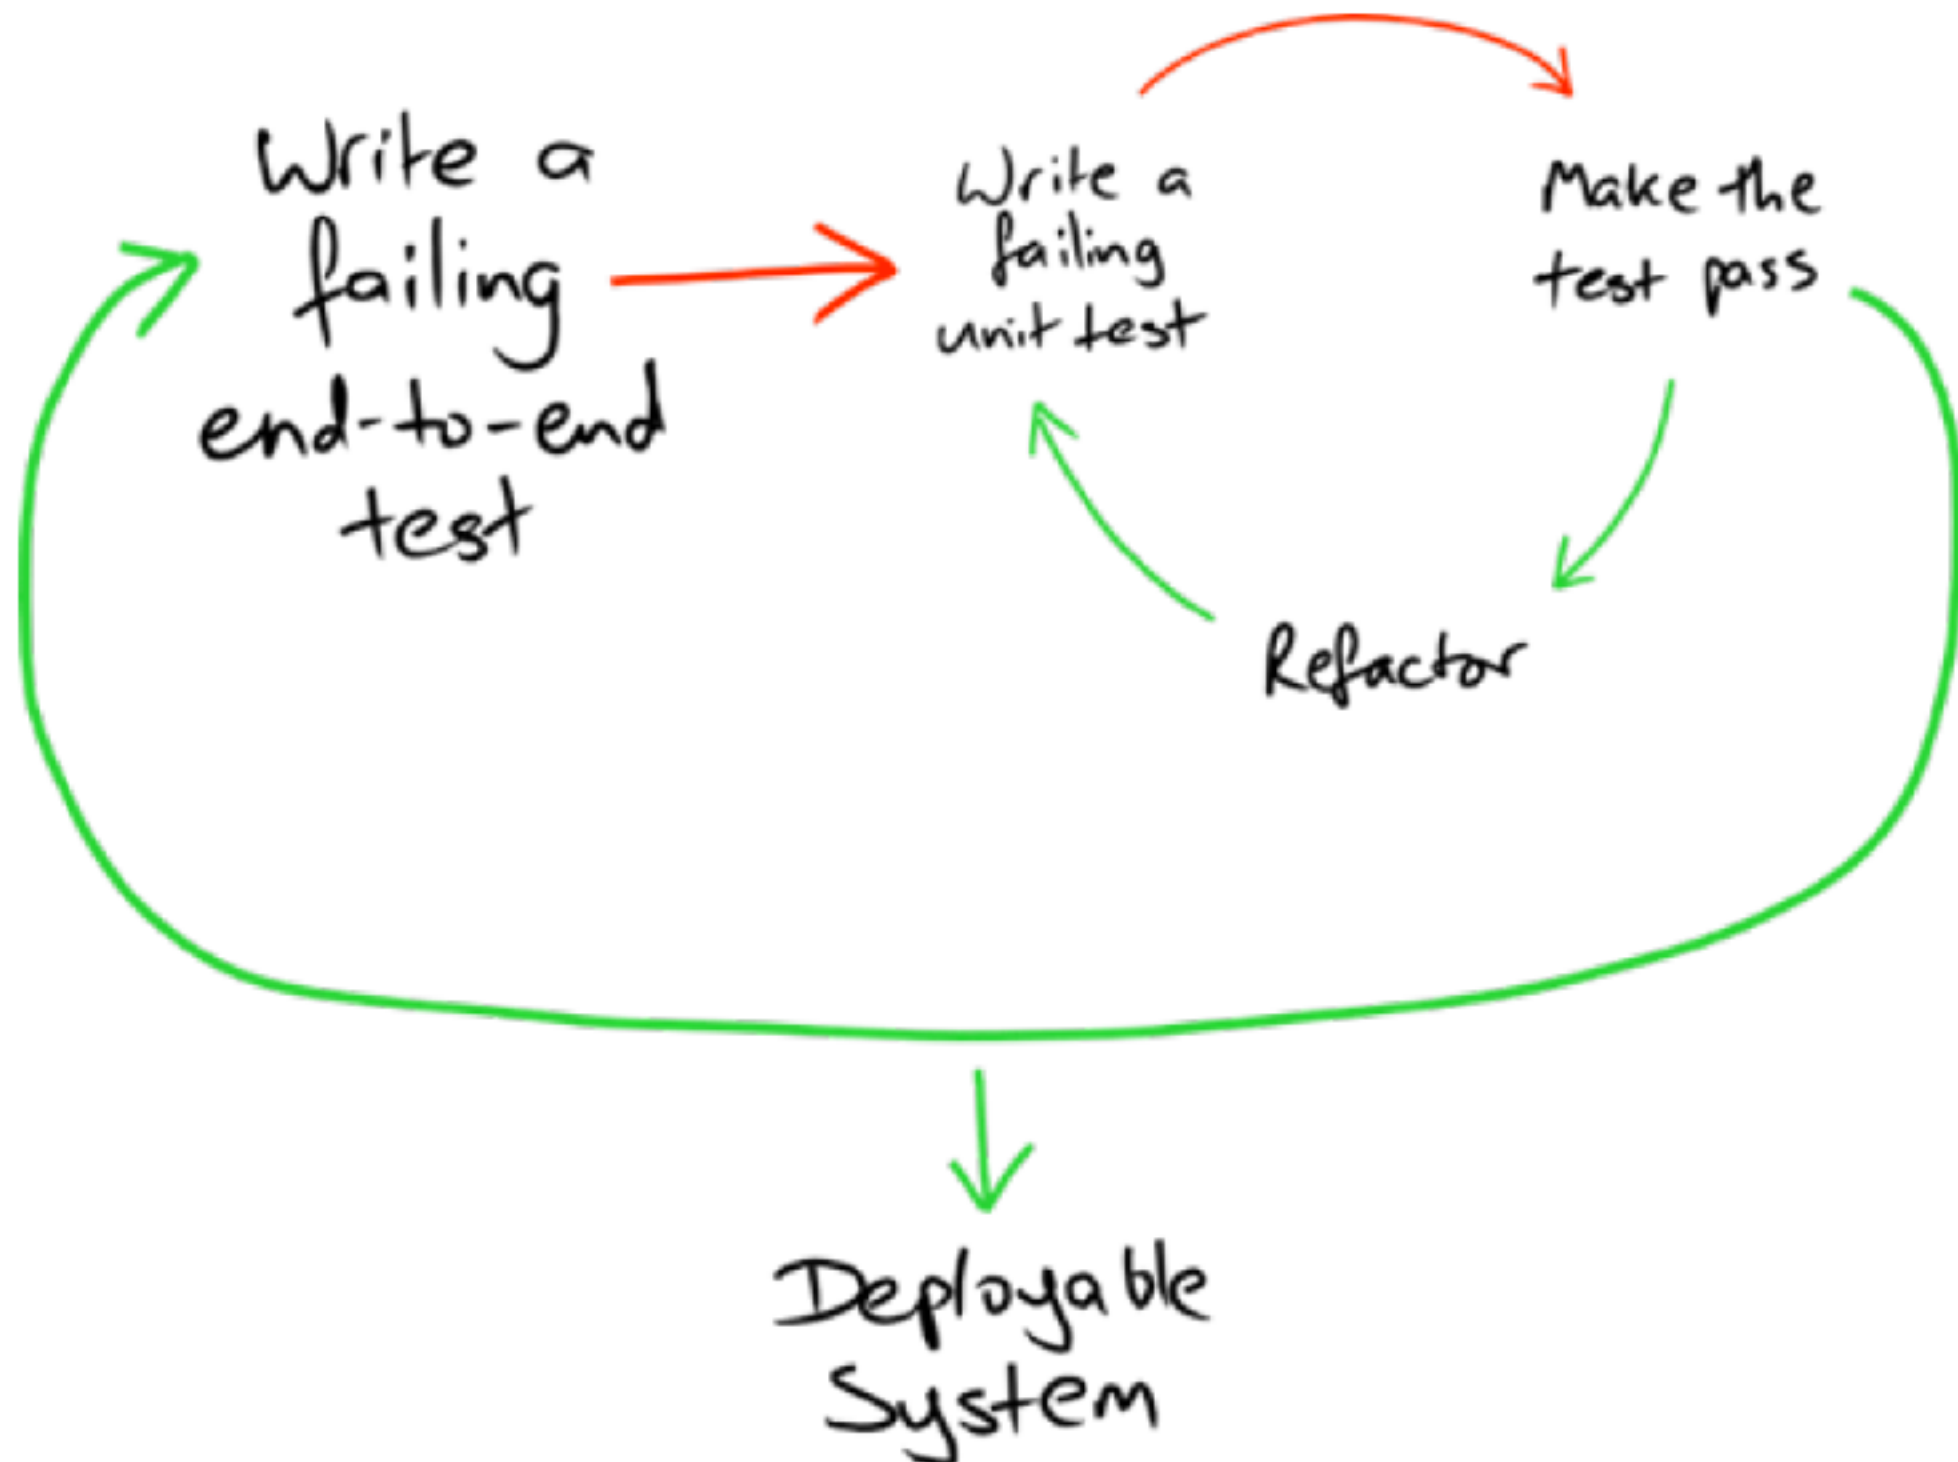 Write a
failing
end-to-end
test
Write a
failing
unit test
Make the
test pass
Refactor
Deployable
System